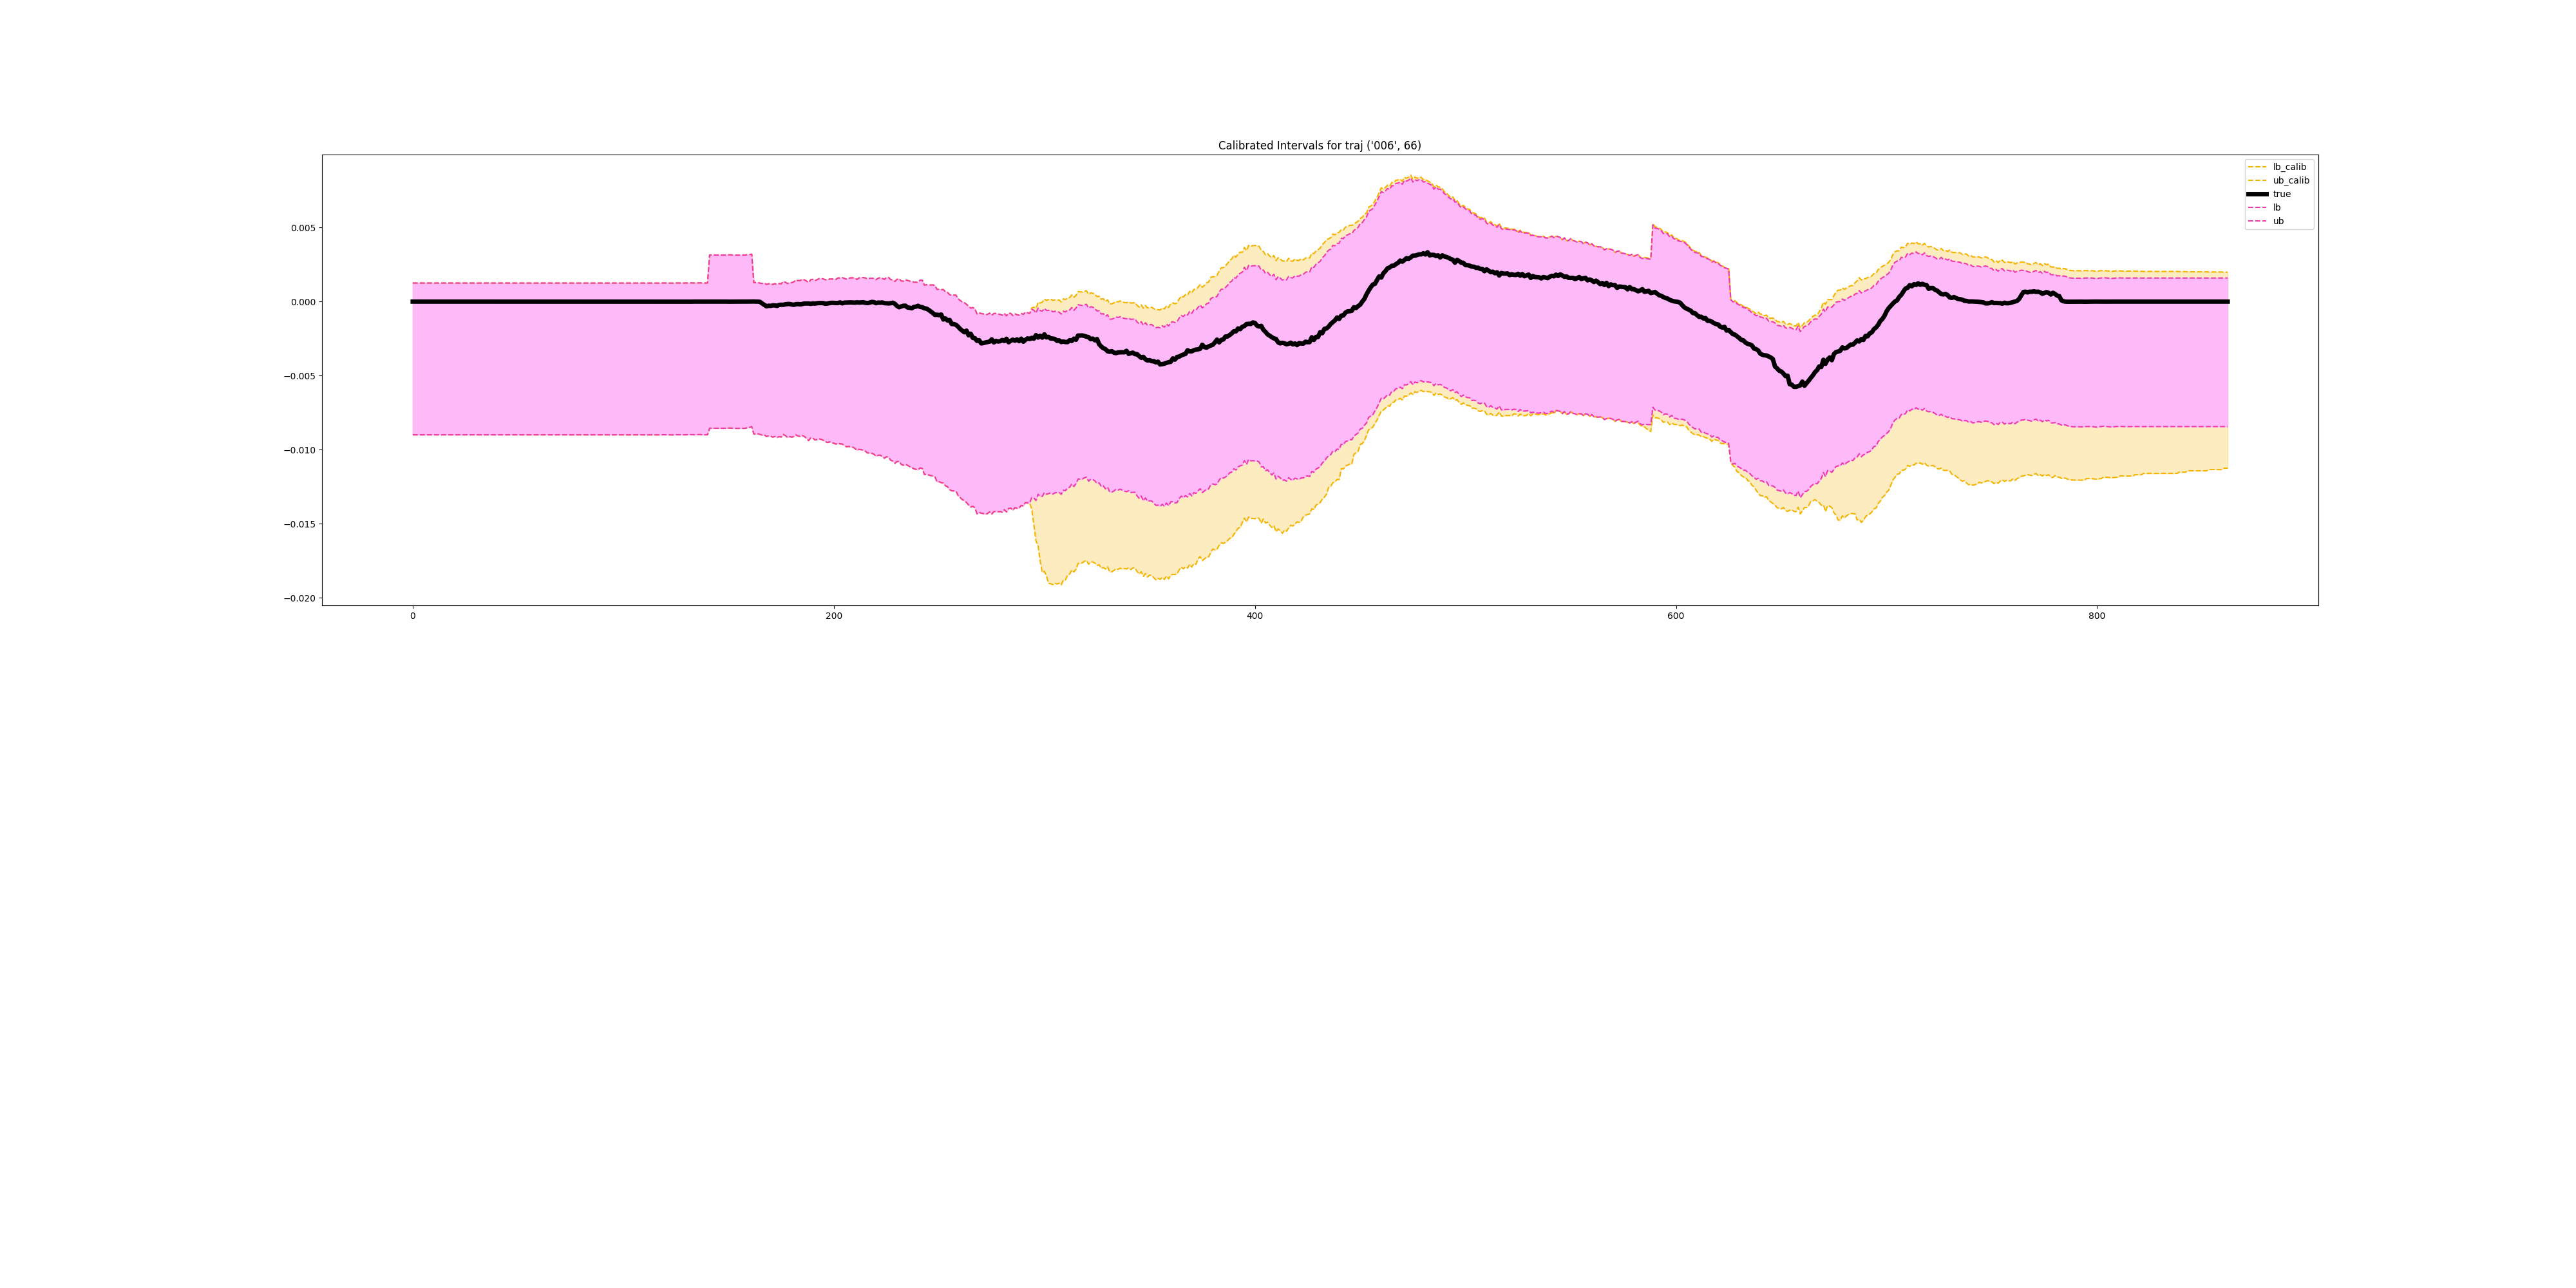 Calibrated Intervals for traj ('006', 66)
lb_calib
ub_calib
true
lb
ub
0.005
0.000
−0.005
−0.010
−0.015
−0.020
0
200
400
600
800